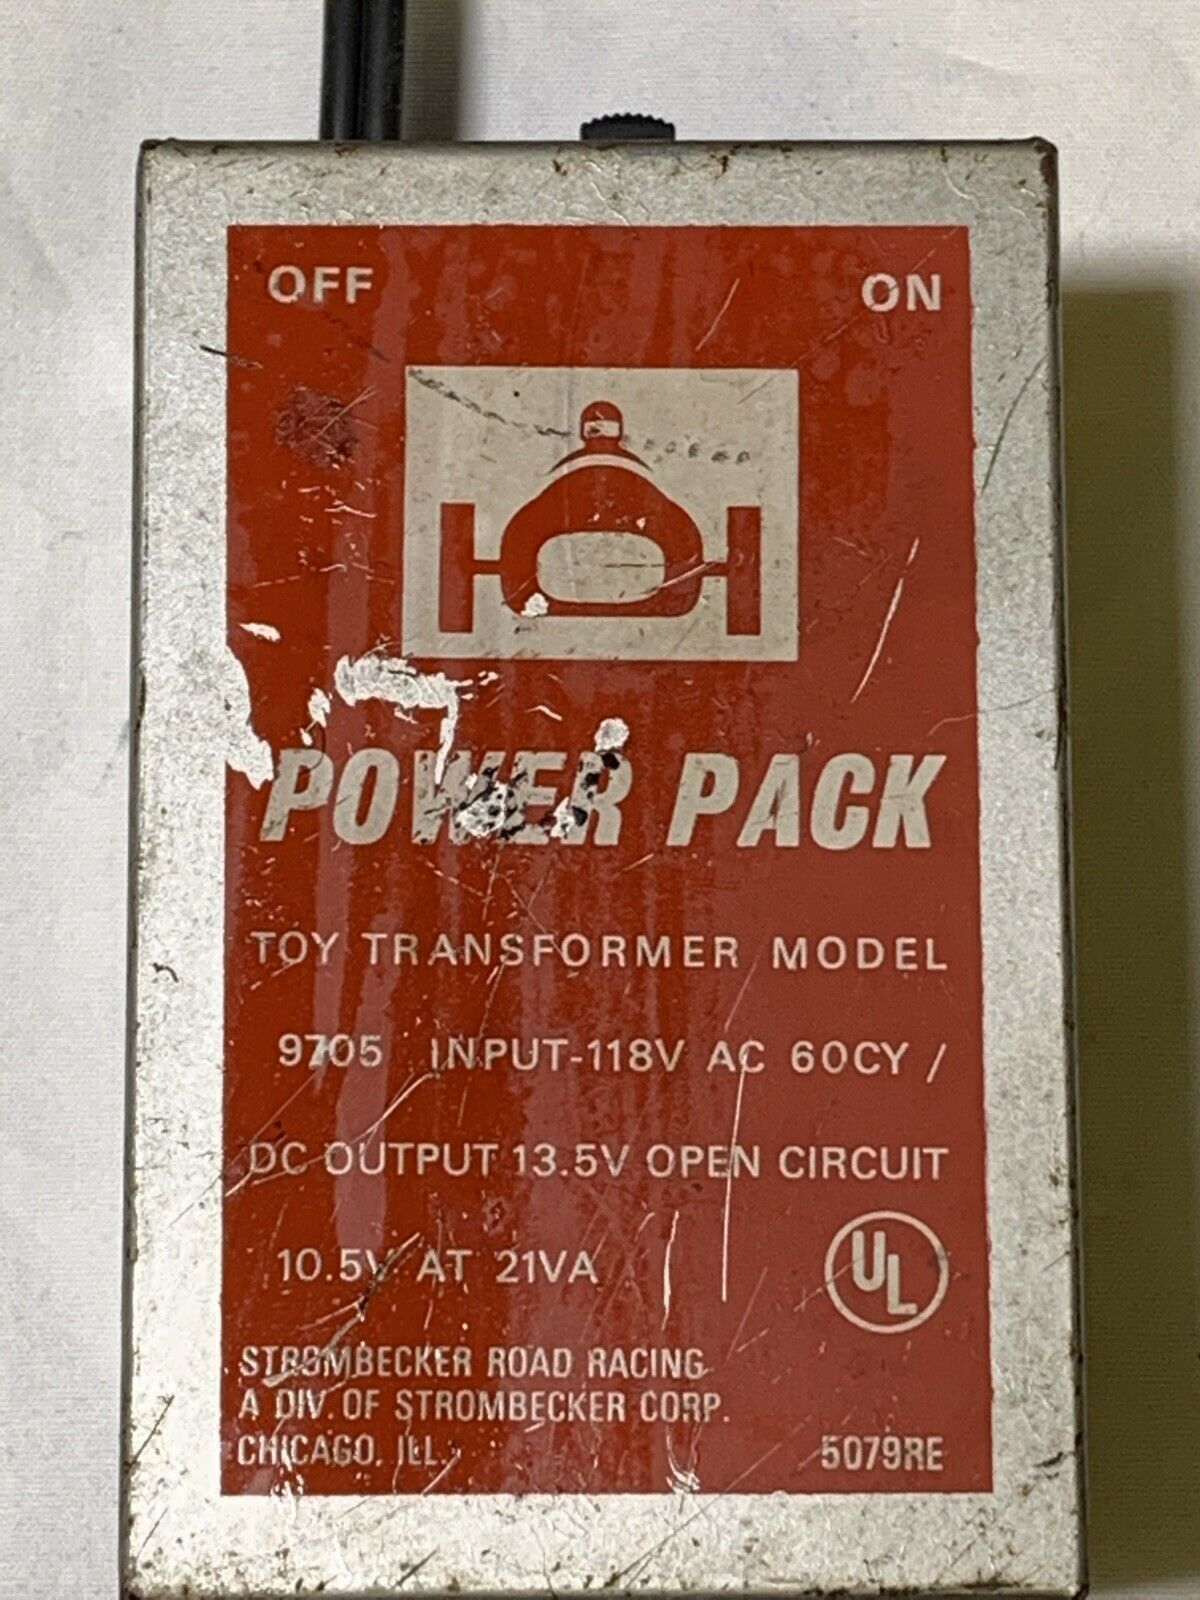 OFF ON
POWER PACK
TOY TRANSFORMER MODEL
9705 INPUT-118V AC 60CY /
DC OUTPUT 13.5V OPEN CIRCUIT
10.5V AT 21VA
UL
STROMBECKER ROAD RACING
A DIV. OF STROMBECKER CORP.
CHICAGO, ILL. 5079RE